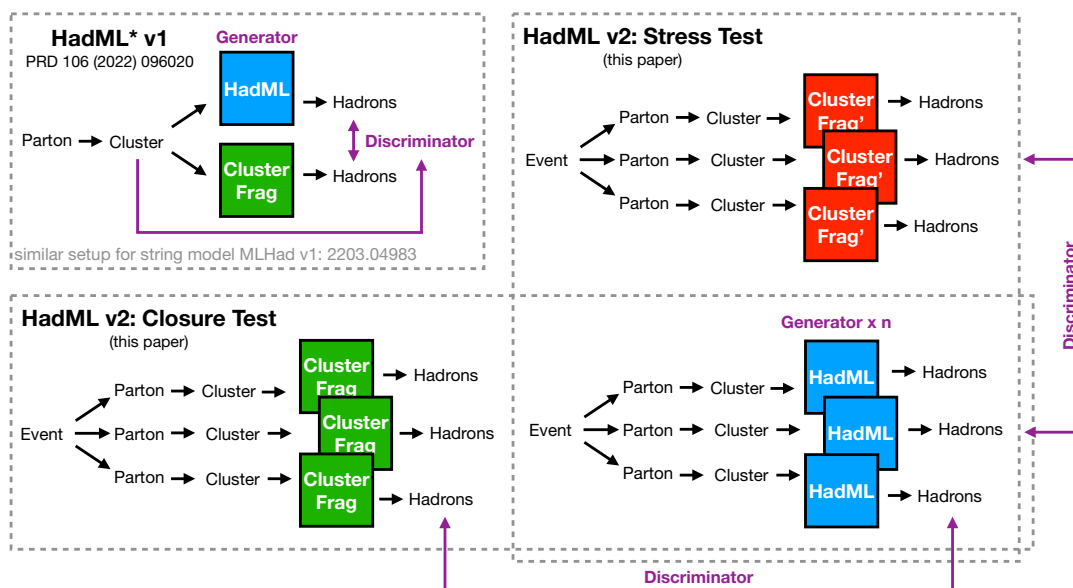 HadML* v1
PRD 106 (2022) 096020
Generator
HadML
Hadrons
Parton
Cluster
Discriminator
Cluster
Frag
Hadrons
similar setup for string model MLHad v1: 2203.04983
HadML v2: Stress Test
(this paper)
Event
Parton
Cluster
Cluster
Frag'
Hadrons
Parton
Cluster
Cluster
Frag'
Hadrons
Parton
Cluster
Cluster
Frag'
Hadrons
Discriminator
HadML v2: Closure Test
(this paper)
Event
Parton
Cluster
Cluster
Frag
Hadrons
Parton
Cluster
Cluster
Frag
Hadrons
Parton
Cluster
Cluster
Frag
Hadrons
Generator x n
Event
Parton
Cluster
HadML
Hadrons
Parton
Cluster
HadML
Hadrons
Parton
Cluster
HadML
Hadrons
Discriminator